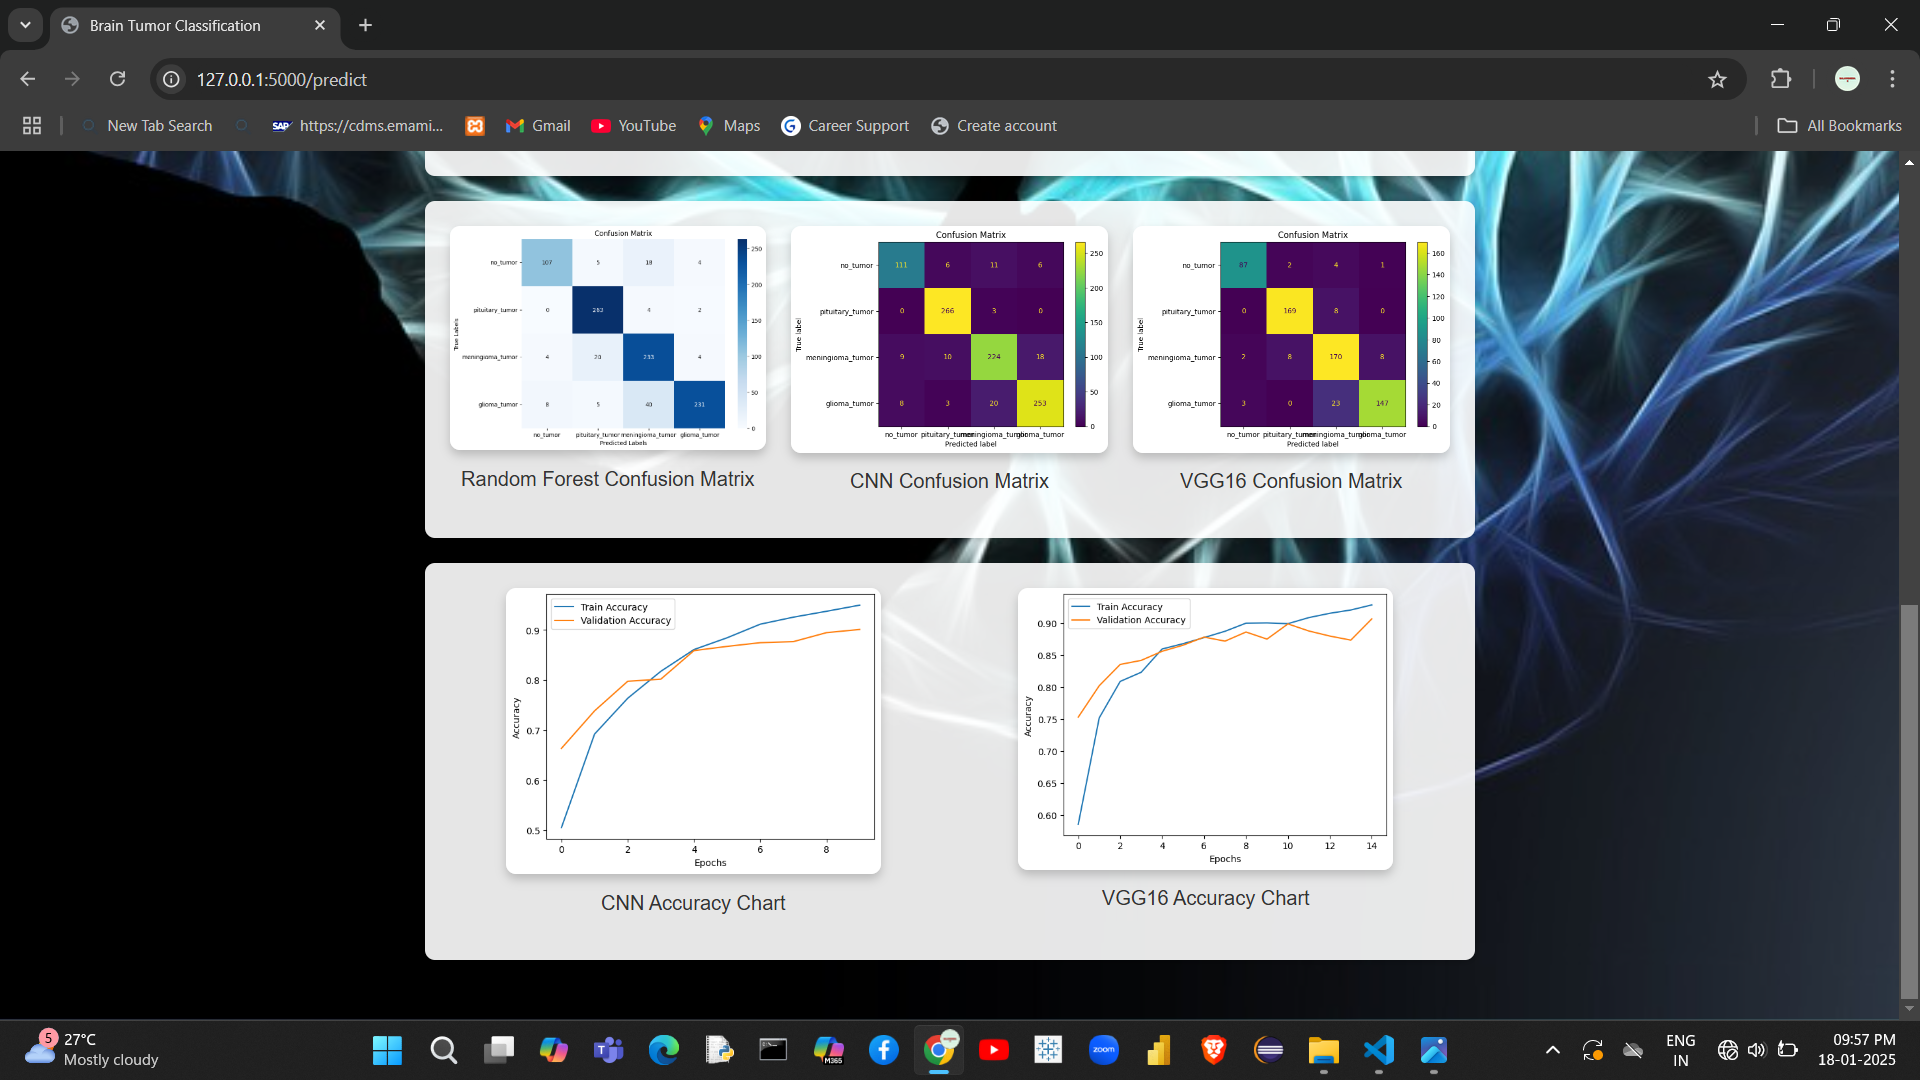 Brain Tumor Classification
127.0.0.1:5000/predict
New Tab Search
SAP https://cdms.emami...
Gmail
YouTube
Maps
G Career Support
Create account
All Bookmarks
Confusion Matrix
no_tumor 107 5 18 4
pituitary_tumor 0 263 4 2
meningioma_tumor 4 20 233 4
glioma_tumor 8 5 40 231
no_tumor pituitary_tumor meningioma_tumor glioma_tumor
True Labels
Predicted Labels
250
200
150
100
50
0
Random Forest Confusion Matrix
Confusion Matrix
no_tumor 111 6 11 6
pituitary_tumor 0 266 3 0
meningioma_tumor 9 10 224 18
glioma_tumor 8 3 20 253
no_tumor pituitary_tumor meningioma_tumor glioma_tumor
True label
Predicted label
250
200
150
100
50
0
CNN Confusion Matrix
Confusion Matrix
no_tumor 87 2 4 1
pituitary_tumor 0 169 8 0
meningioma_tumor 2 8 170 8
glioma_tumor 3 0 23 147
no_tumor pituitary_tumor meningioma_tumor glioma_tumor
True label
Predicted label
160
140
120
100
80
60
40
20
0
VGG16 Confusion Matrix
Train Accuracy
Validation Accuracy
0.9
0.8
0.7
0.6
0.5
Accuracy
0 2 4 6 8
Epochs
CNN Accuracy Chart
Train Accuracy
Validation Accuracy
0.90
0.85
0.80
0.75
0.70
0.65
0.60
Accuracy
0 2 4 6 8 10 12 14
Epochs
VGG16 Accuracy Chart
5
27°C
Mostly cloudy
M365
zoom
ENG
IN
09:57 PM
18-01-2025